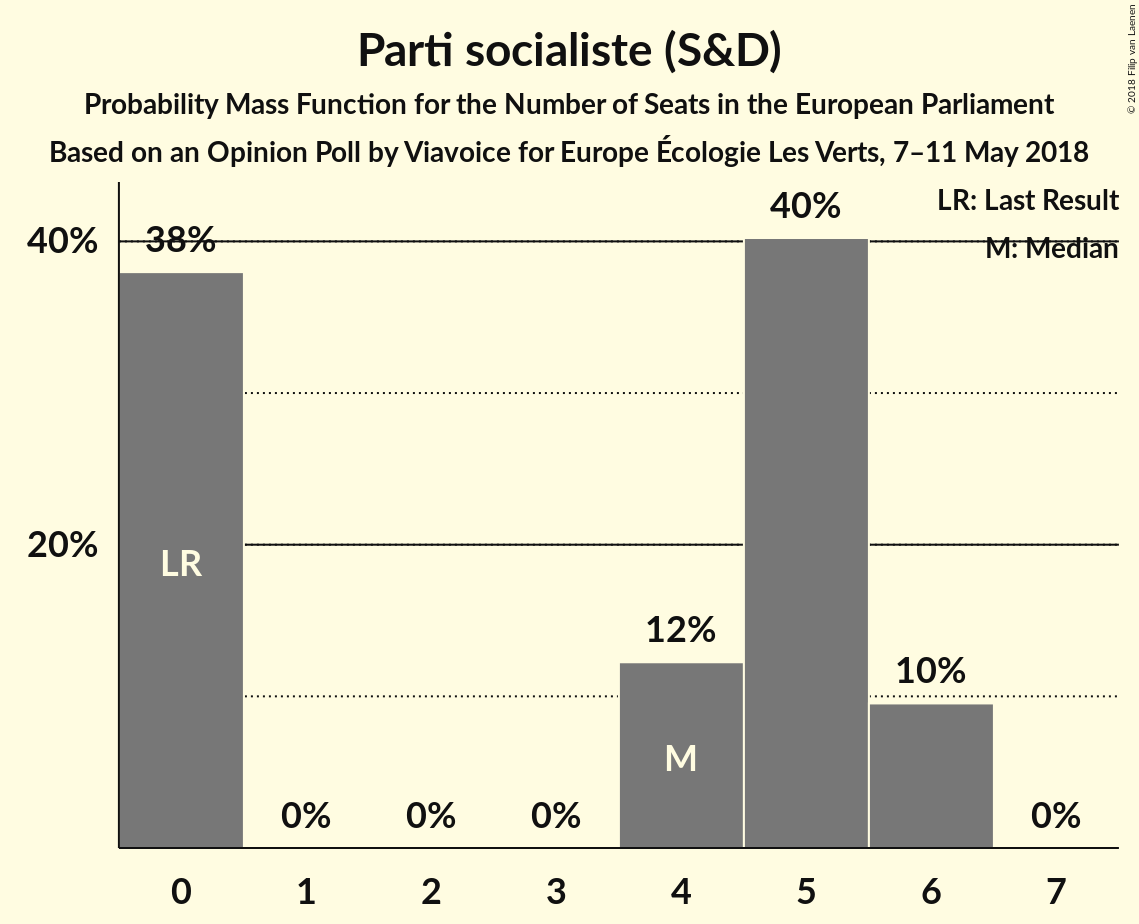 Parti socialiste (S&D)
Probability Mass Function for the Number of Seats in the European Parliament
Based on an Opinion Poll by Viavoice for Europe Écologie Les Verts, 7–11 May 2018
© 2018 Filip van Laenen
LR: Last Result
M: Median
40%
20%
38%
0%
0%
0%
12%
40%
10%
0%
LR
M
0 1 2 3 4 5 6 7